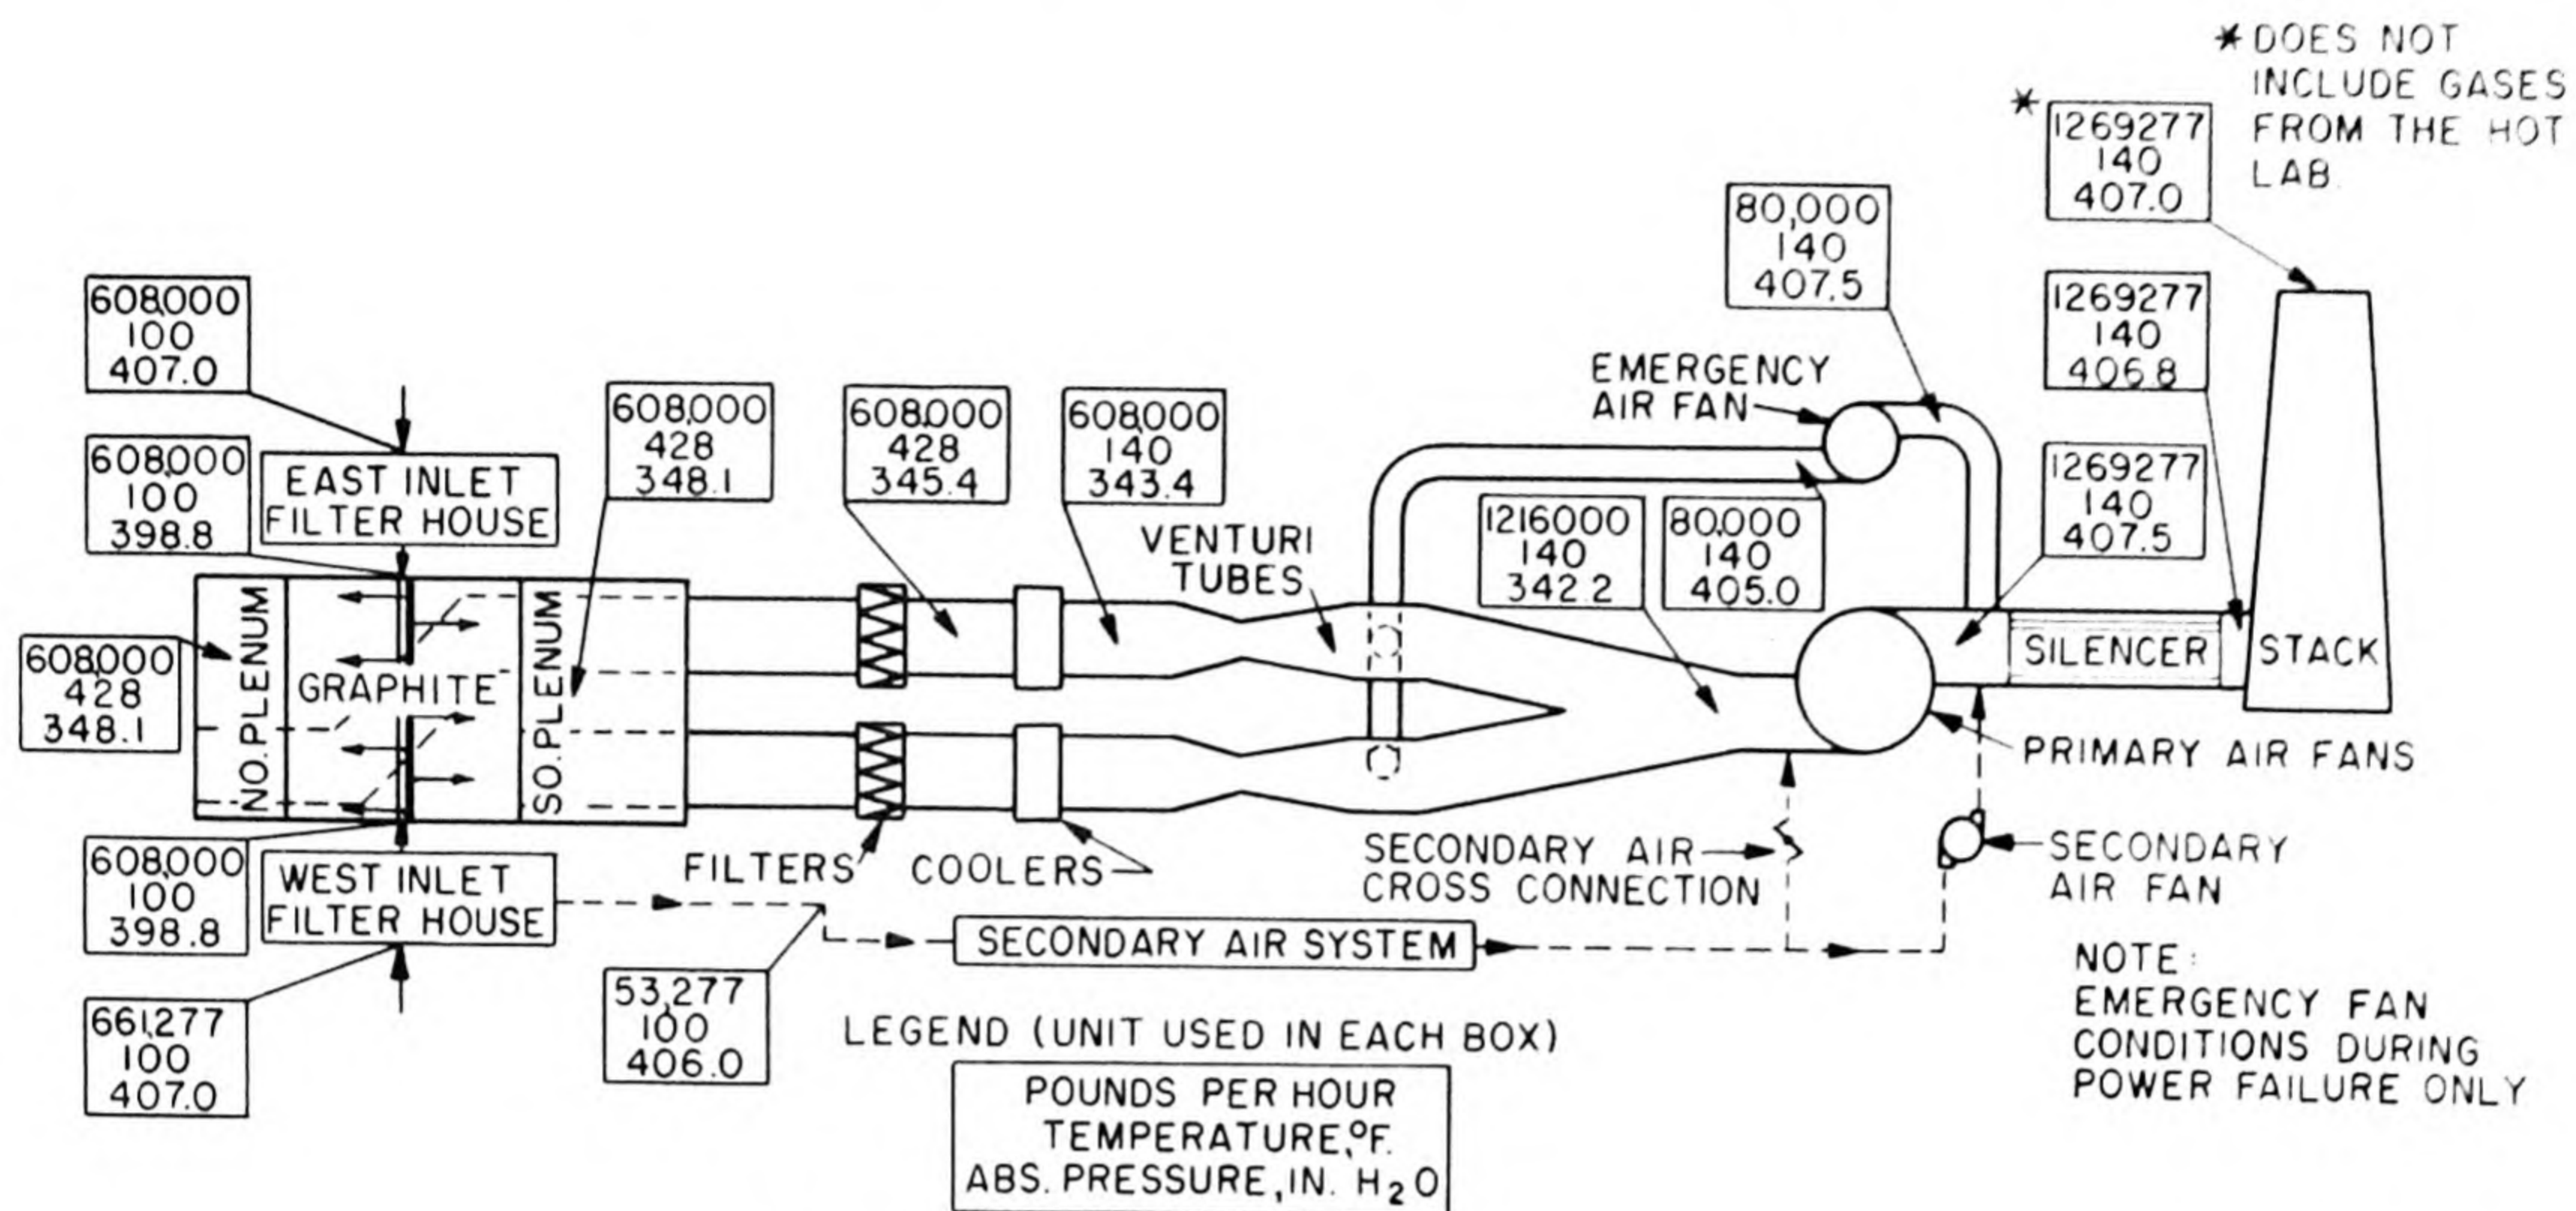 * DOES NOT
INCLUDE GASES
FROM THE HOT
LAB.
*
1269277
140
407.0
80,000
140
407.5
608,000
100
407.0
1269277
140
406.8
EMERGENCY
AIR FAN
608,000
428
348.1
608,000
428
345.4
608,000
140
343.4
608,000
100
398.8
EAST INLET
FILTER HOUSE
1269277
140
407.5
VENTURI
TUBES
1216000
140
342.2
80,000
140
405.0
NO. PLENUM
GRAPHITE
SO. PLENUM
608,000
428
348.1
SILENCER
STACK
PRIMARY AIR FANS
608,000
100
398.8
WEST INLET
FILTER HOUSE
FILTERS
COOLERS
SECONDARY AIR
CROSS CONNECTION
SECONDARY
AIR FAN
SECONDARY AIR SYSTEM
661,277
100
407.0
53,277
100
406.0
NOTE:
EMERGENCY FAN
CONDITIONS DURING
POWER FAILURE ONLY
LEGEND (UNIT USED IN EACH BOX)
POUNDS PER HOUR
TEMPERATURE, °F.
ABS. PRESSURE, IN. H₂O